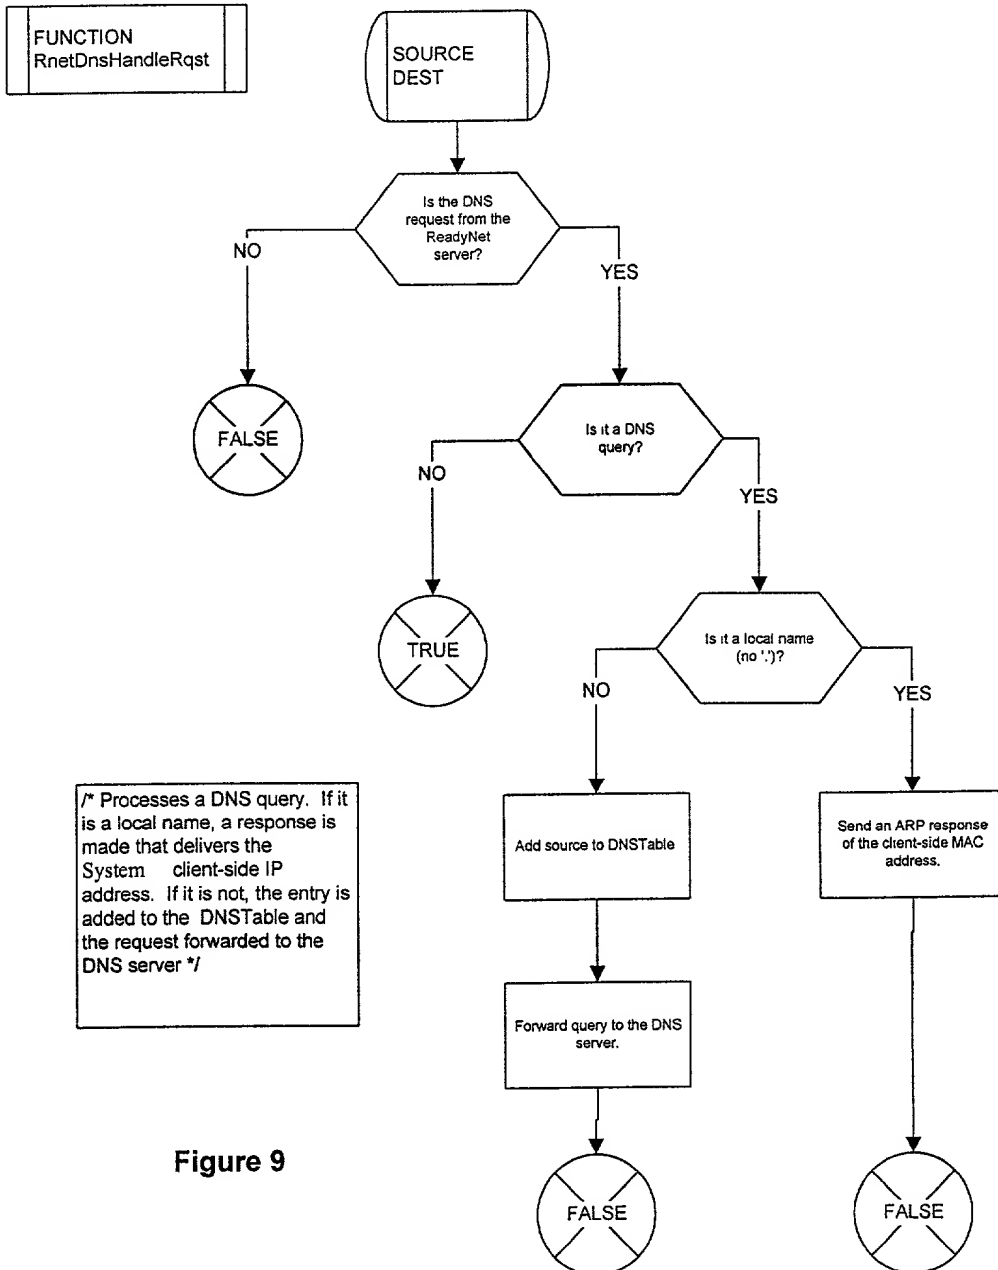 FUNCTION
RnetDnsHandleRqst
SOURCE
DEST
Is the DNS
request from the
ReadyNet
server?
NO
YES
FALSE
Is it a DNS
query?
NO
YES
TRUE
Is it a local name
(no '.')?
NO
YES
/* Processes a DNS query. If it
is a local name, a response is
made that delivers the
System client-side IP
address. If it is not, the entry is
added to the DNSTable and
the request forwarded to the
DNS server */
Add source to DNSTable
Send an ARP response
of the client-side MAC
address.
Forward query to the DNS
server.
Figure 9
FALSE
FALSE